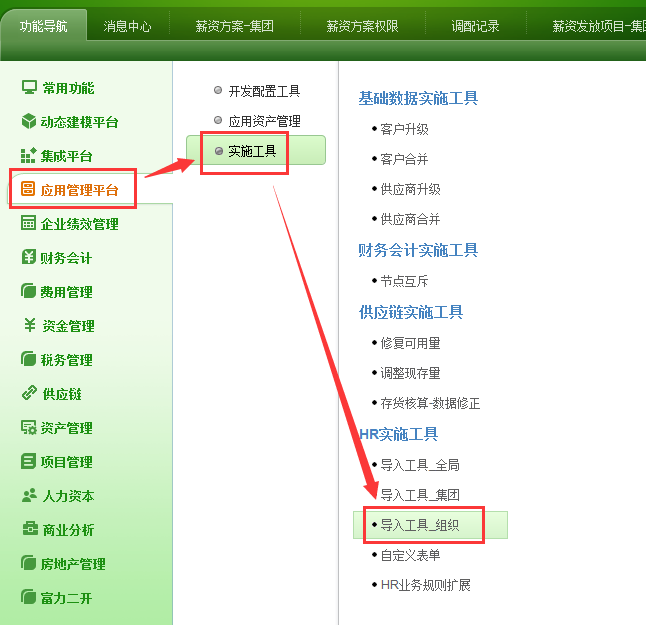 功能导航
消息中心
薪资方案-集团
薪资方案权限
调配记录
薪资发放项目-集团
常用功能
动态建模平台
集成平台
应用管理平台
企业绩效管理
财务会计
费用管理
资金管理
税务管理
供应链
资产管理
项目管理
人力资本
商业分析
房地产管理
富力二开
开发配置工具
应用资产管理
实施工具
基础数据实施工具
客户升级
客户合并
供应商升级
供应商合并
财务会计实施工具
节点互斥
供应链实施工具
修复可用量
调整现存量
存货核算-数据修正
HR实施工具
导入工具_全局
导入工具_集团
导入工具_组织
自定义表单
HR业务规则扩展